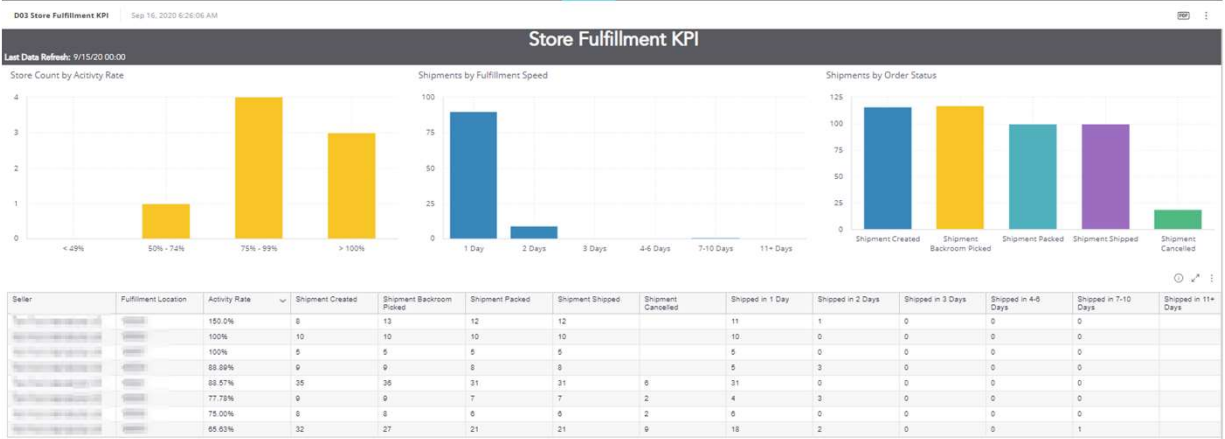 D03 Store Fulfillment KPI Sep 16, 2020 6:26:06 AM PDF
Store Fulfillment KPI
Last Data Refresh: 9/15/20 00:00
Store Count by Acitivty Rate
4
3
2
1
0
< 49% 50% - 74% 75% - 99% > 100%
Shipments by Fulfillment Speed
100
75
50
25
0
1 Day 2 Days 3 Days 4-6 Days 7-10 Days 11+ Days
Shipments by Order Status
125
100
75
50
25
0
Shipment Created Shipment Backroom Picked Shipment Packed Shipment Shipped Shipment Cancelled
Seller Fulfillment Location Activity Rate Shipment Created Shipment Backroom Picked Shipment Packed Shipment Shipped Shipment Cancelled Shipped in 1 Day Shipped in 2 Days Shipped in 3 Days Shipped in 4-6 Days Shipped in 7-10 Days Shipped in 11+ Days
150.0% 8 13 12 12 11 1 0 0 0
100% 10 10 10 10 10 0 0 0 0
100% 5 5 5 5 5 0 0 0 0
88.89% 9 9 8 8 5 3 0 0 0
88.57% 35 36 31 31 6 31 0 0 0 0
77.78% 9 9 7 7 2 4 3 0 0 0
75.00% 8 8 6 6 2 6 0 0 0 0
65.63% 32 27 21 21 9 18 2 0 0 1